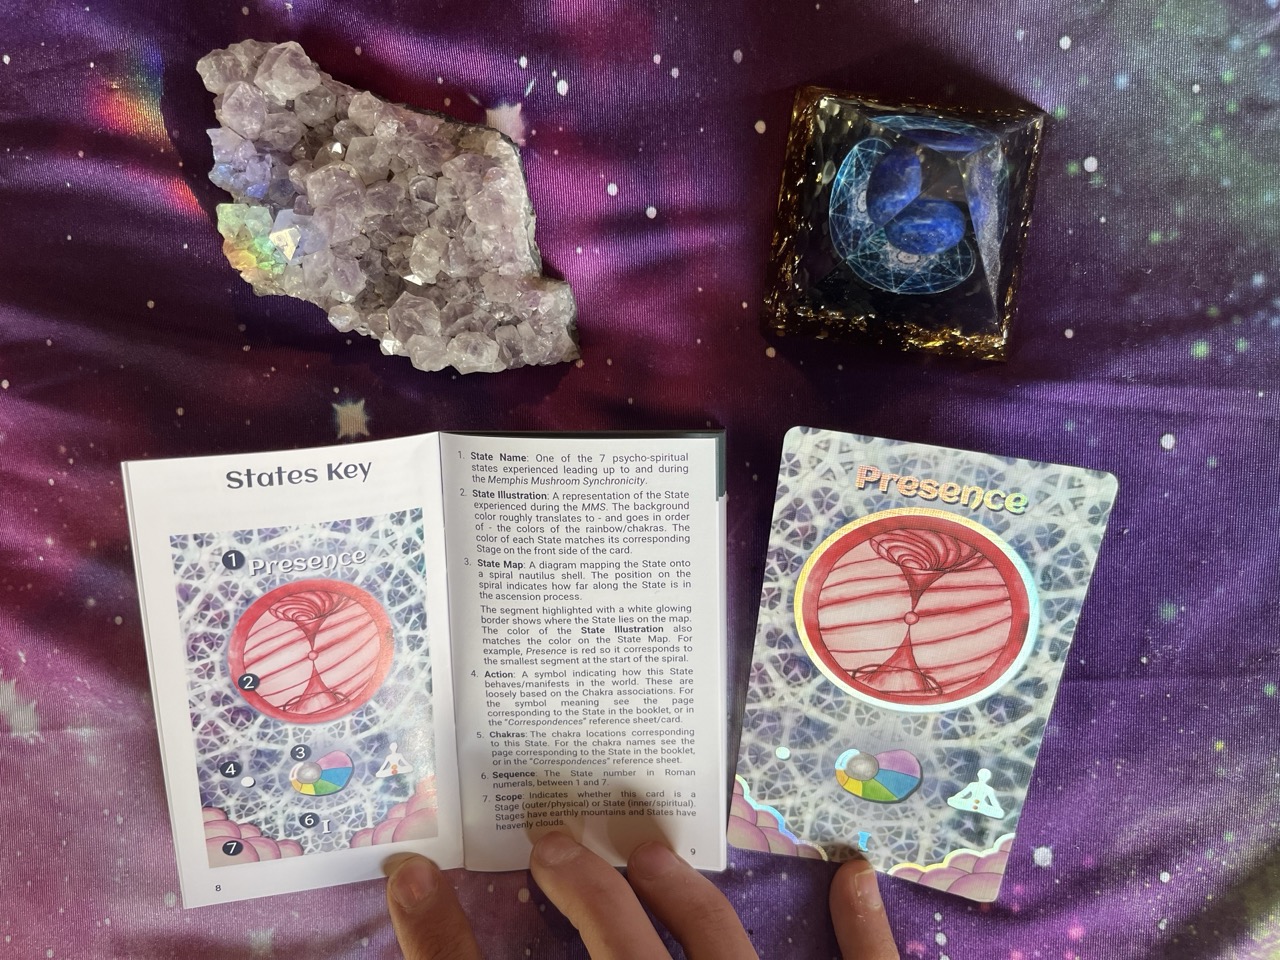 States Key
1
Presence
2
3
4
6
I
7
8
1. State Name: One of the 7 psycho-spiritual
states experienced leading up to and during
the Memphis Mushroom Synchronicity.
2. State Illustration: A representation of the State
experienced during the MMS. The background
color roughly translates to - and goes in order
of - the colors of the rainbow/chakras. The
color of each State matches its corresponding
Stage on the front side of the card.
3. State Map: A diagram mapping the State onto
a spiral nautilus shell. The position on the
spiral indicates how far along the State is in
the ascension process.
The segment highlighted with a white glowing
border shows where the State lies on the map.
The color of the State Illustration also
matches the color on the State Map. For
example, Presence is red so it corresponds to
the smallest segment at the start of the spiral.
4. Action: A symbol indicating how this State
behaves/manifests in the world. These are
loosely based on the Chakra associations. For
the symbol meaning see the page
corresponding to the State in the booklet, or in
the "Correspondences" reference sheet/card.
5. Chakras: The chakra locations corresponding
to this State. For the chakra names see the
page corresponding to the State in the booklet,
or in the "Correspondences" reference sheet.
6. Sequence: The State number in Roman
numerals, between 1 and 7.
7. Scope: Indicates whether this card is a
Stage (outer/physical) or State (inner/spiritual).
Stages have earthly mountains and States have
heavenly clouds.
9
Presence
I